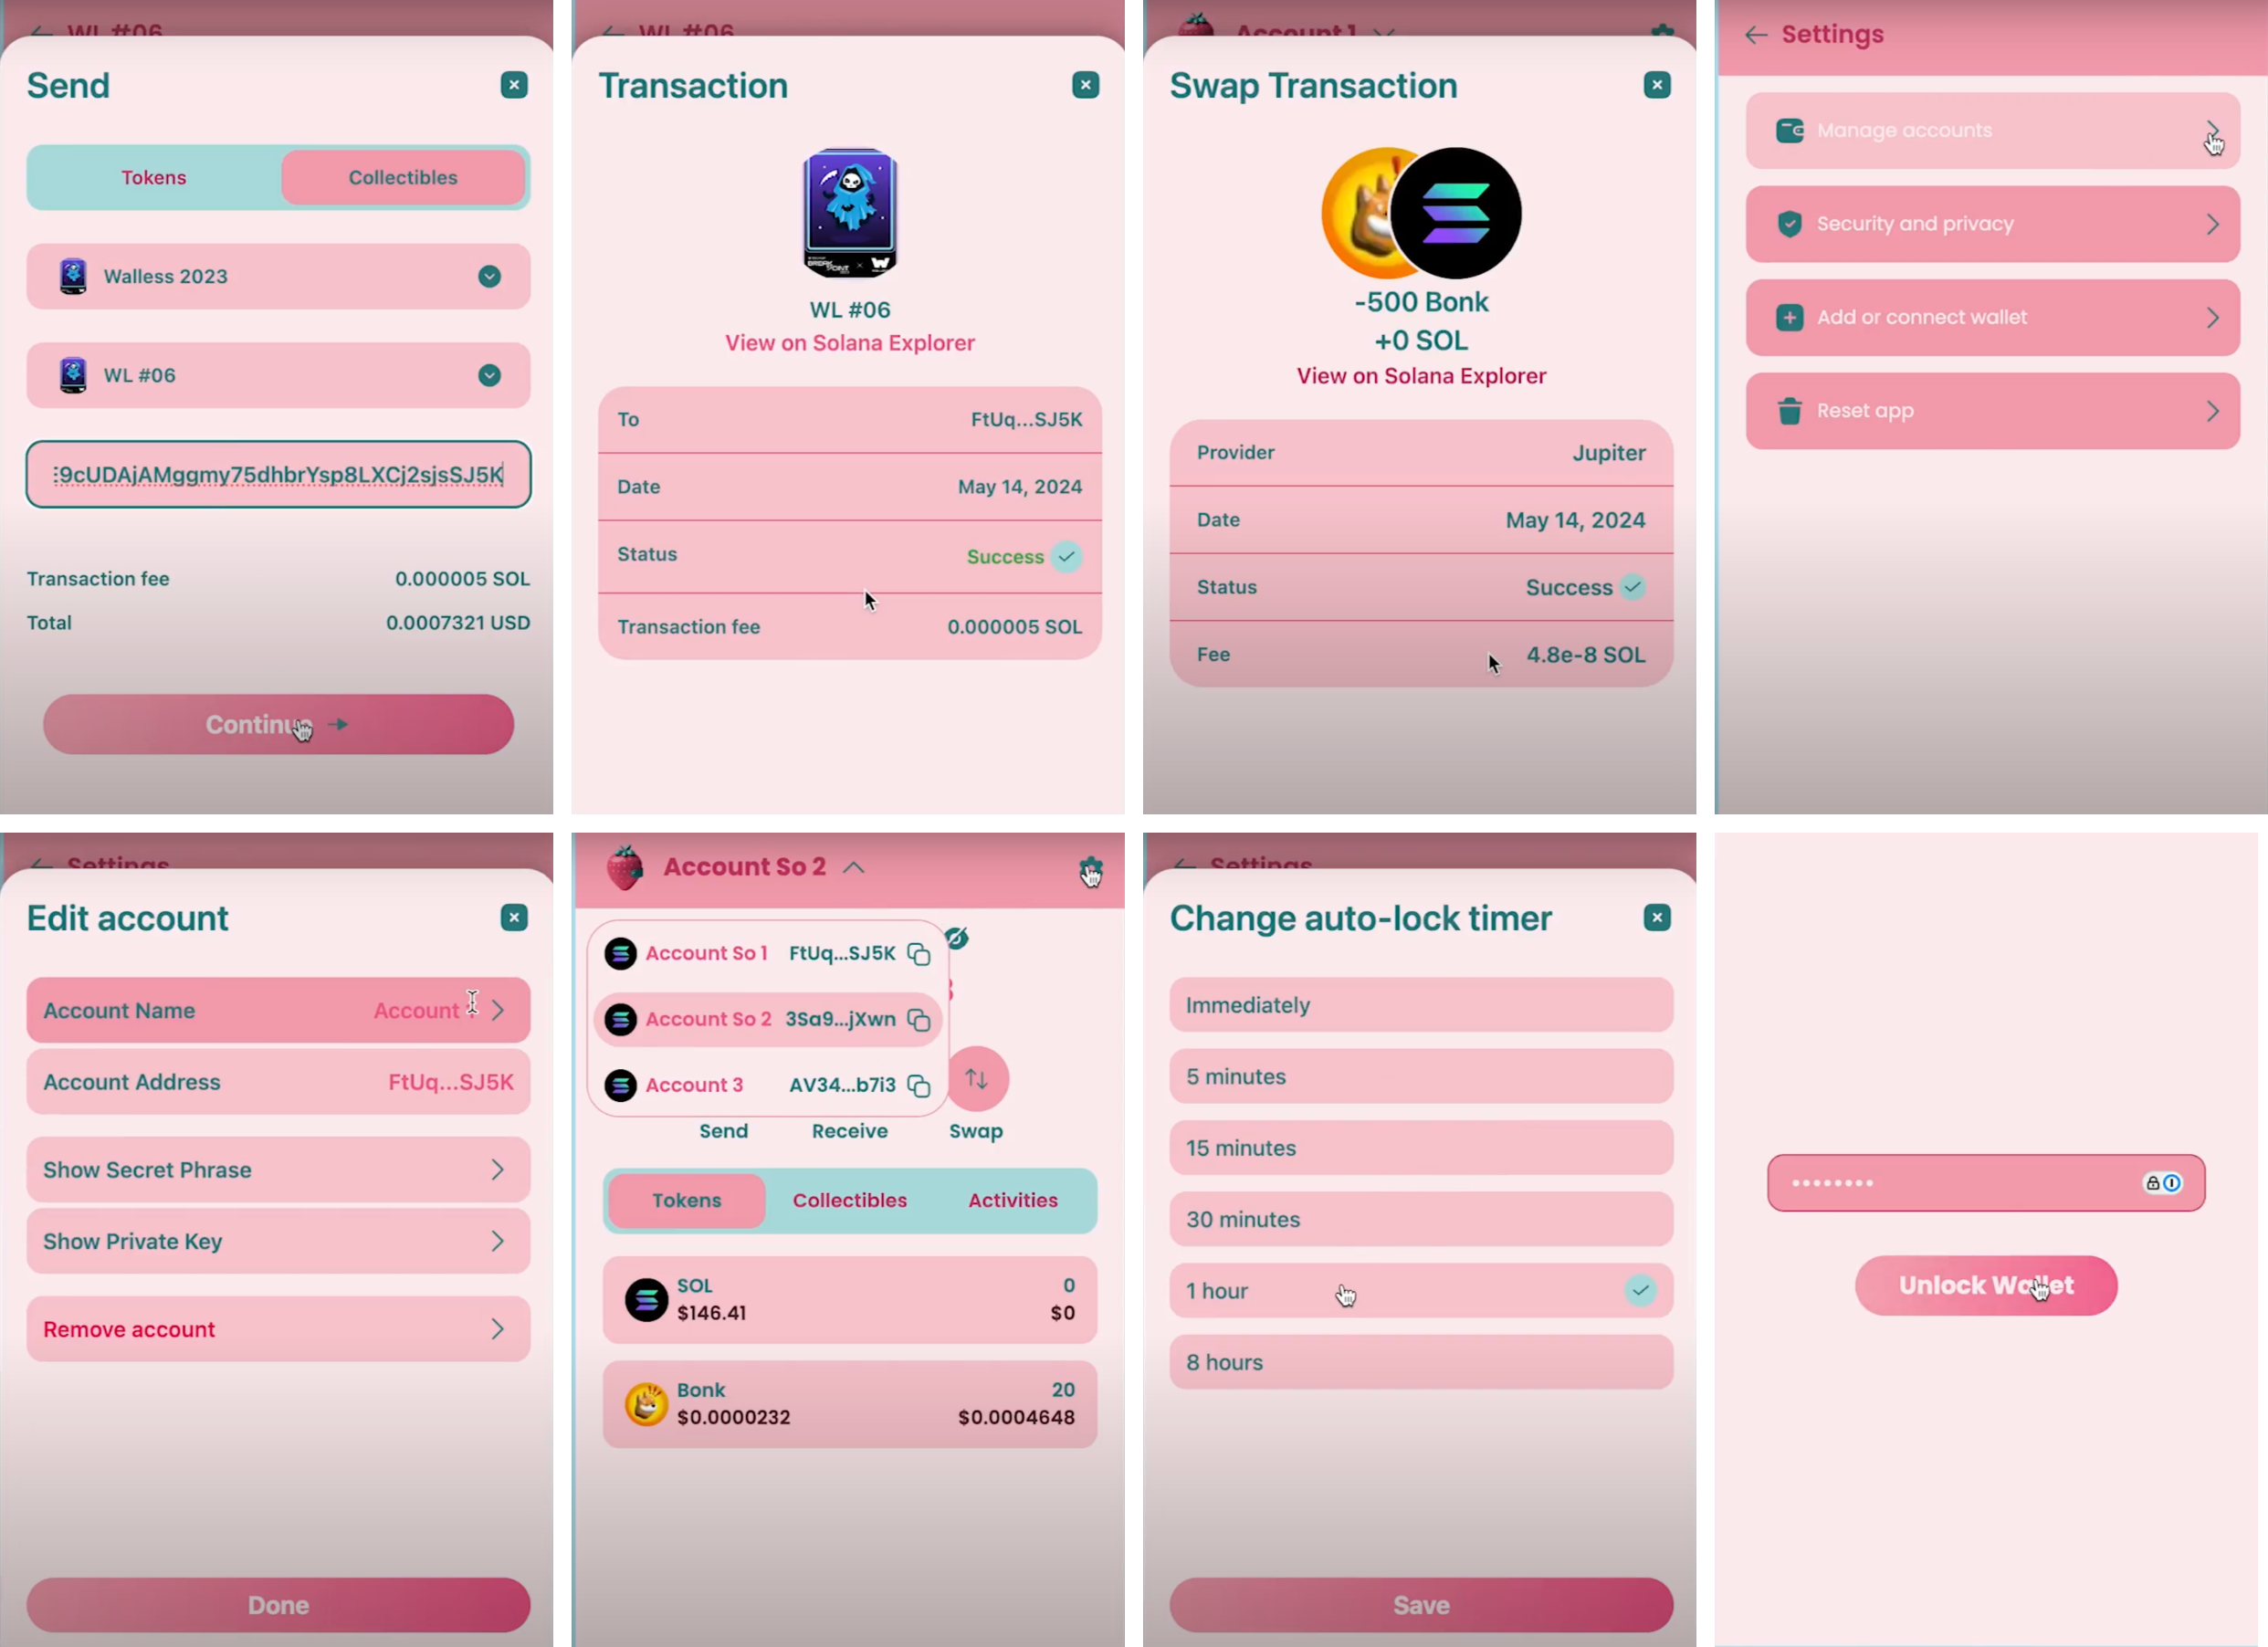 WL #06
Send
Tokens
Collectibles
Walless 2023
WL #06
9cUDAjAMggmy75dhbrYsp8LXCj2sjsSJ5K
Transaction fee 0.000005 SOL
Total 0.0007321 USD
Continue
WL #06
Transaction
WL #06
View on Solana Explorer
To FtUq...SJ5K
Date May 14, 2024
Status Success
Transaction fee 0.000005 SOL
Account 1
Swap Transaction
-500 Bonk
+0 SOL
View on Solana Explorer
Provider Jupiter
Date May 14, 2024
Status Success
Fee 4.8e-8 SOL
Settings
Manage accounts
Security and privacy
Add or connect wallet
Reset app
Settings
Edit account
Account Name Account
Account Address FtUq...SJ5K
Show Secret Phrase
Show Private Key
Remove account
Done
Account So 2
Account So 1 FtUq...SJ5K
Account So 2 3Sa9...jXwn
Account 3 AV34...b7i3
Send Receive Swap
Tokens Collectibles Activities
SOL 0
$146.41 $0
Bonk 20
$0.0000232 $0.0004648
Settings
Change auto-lock timer
Immediately
5 minutes
15 minutes
30 minutes
1 hour
8 hours
Save
Unlock Wallet